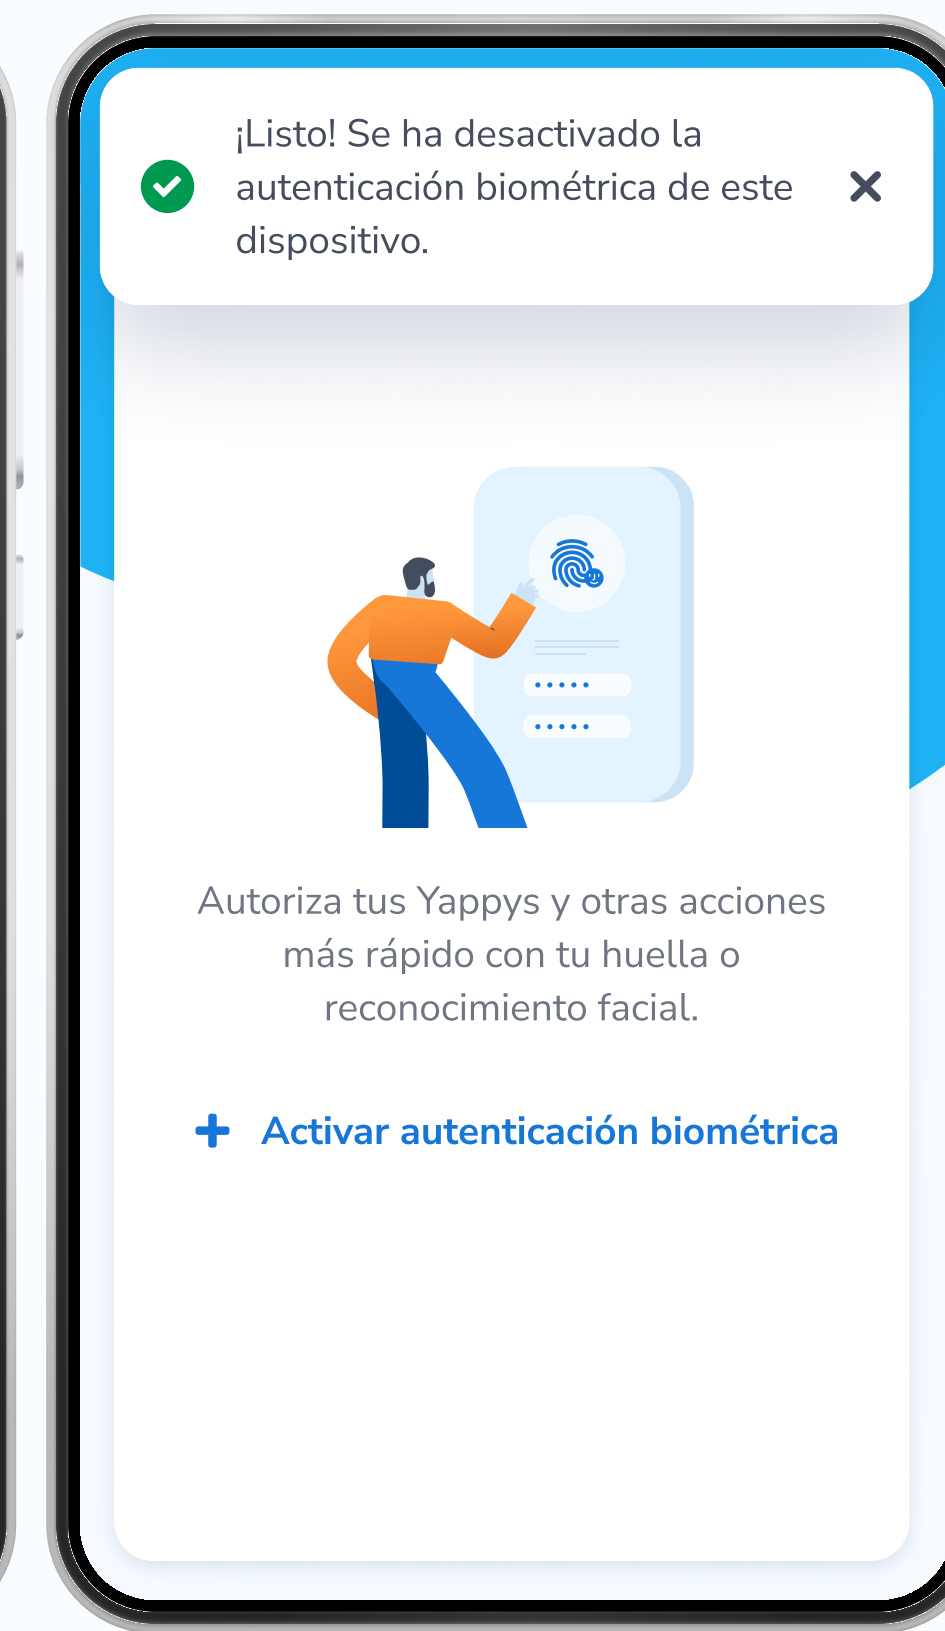 ¡Listo! Se ha desactivado la
autenticación biométrica de este
dispositivo.
Autoriza tus Yappys y otras acciones
más rápido con tu huella o
reconocimiento facial.
Activar autenticación biométrica